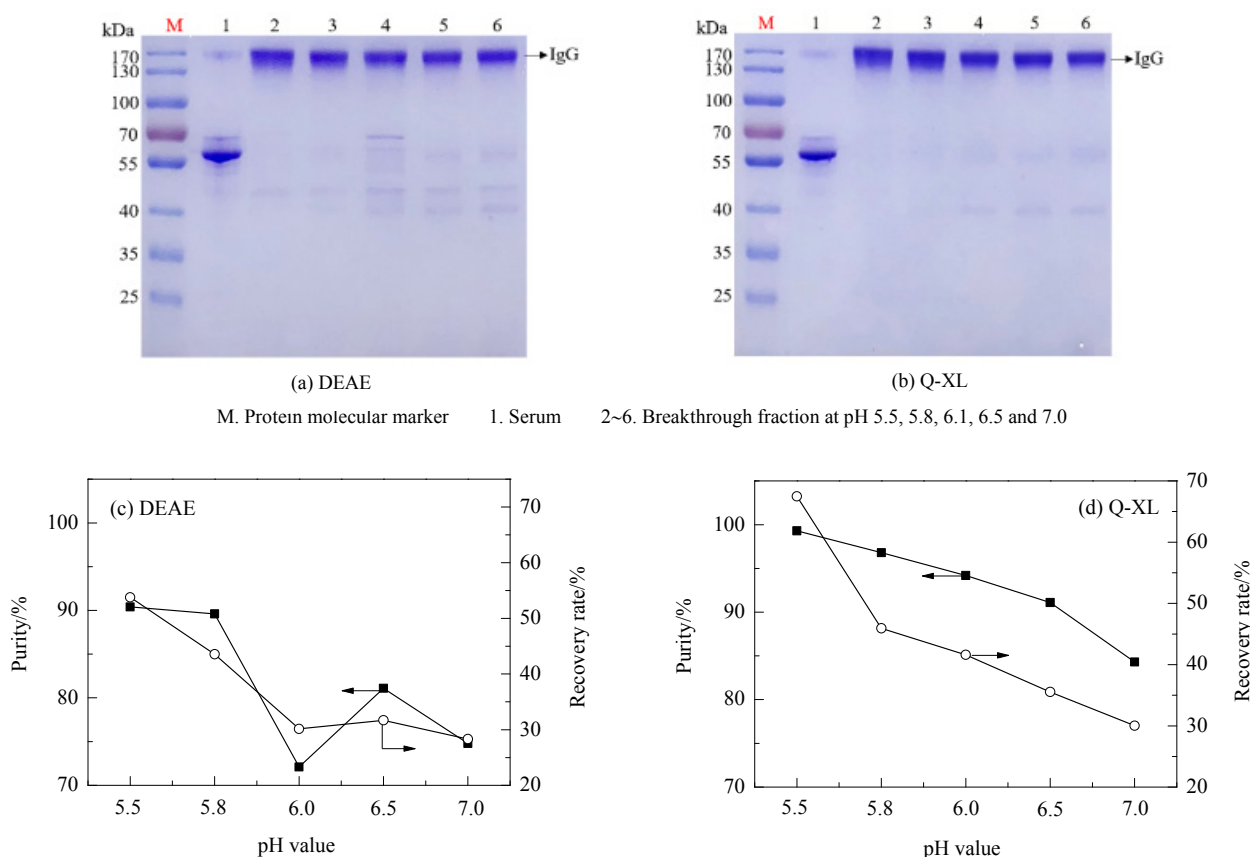 kDa M 1 2 3 4 5 6
170 IgG
130
100
70
55
40
35
25
(a) DEAE
kDa M 1 2 3 4 5 6
170 IgG
130
100
70
55
40
35
25
(b) Q-XL
M. Protein molecular marker 1. Serum 2~6. Breakthrough fraction at pH 5.5, 5.8, 6.1, 6.5 and 7.0
(c) DEAE
Purity/%
100
90
80
70
5.5 5.8 6.0 6.5 7.0
pH value
70
60
50
40
30
20
Recovery rate/%
(d) Q-XL
Purity/%
100
90
80
70
5.5 5.8 6.0 6.5 7.0
pH value
70
60
50
40
30
20
Recovery rate/%